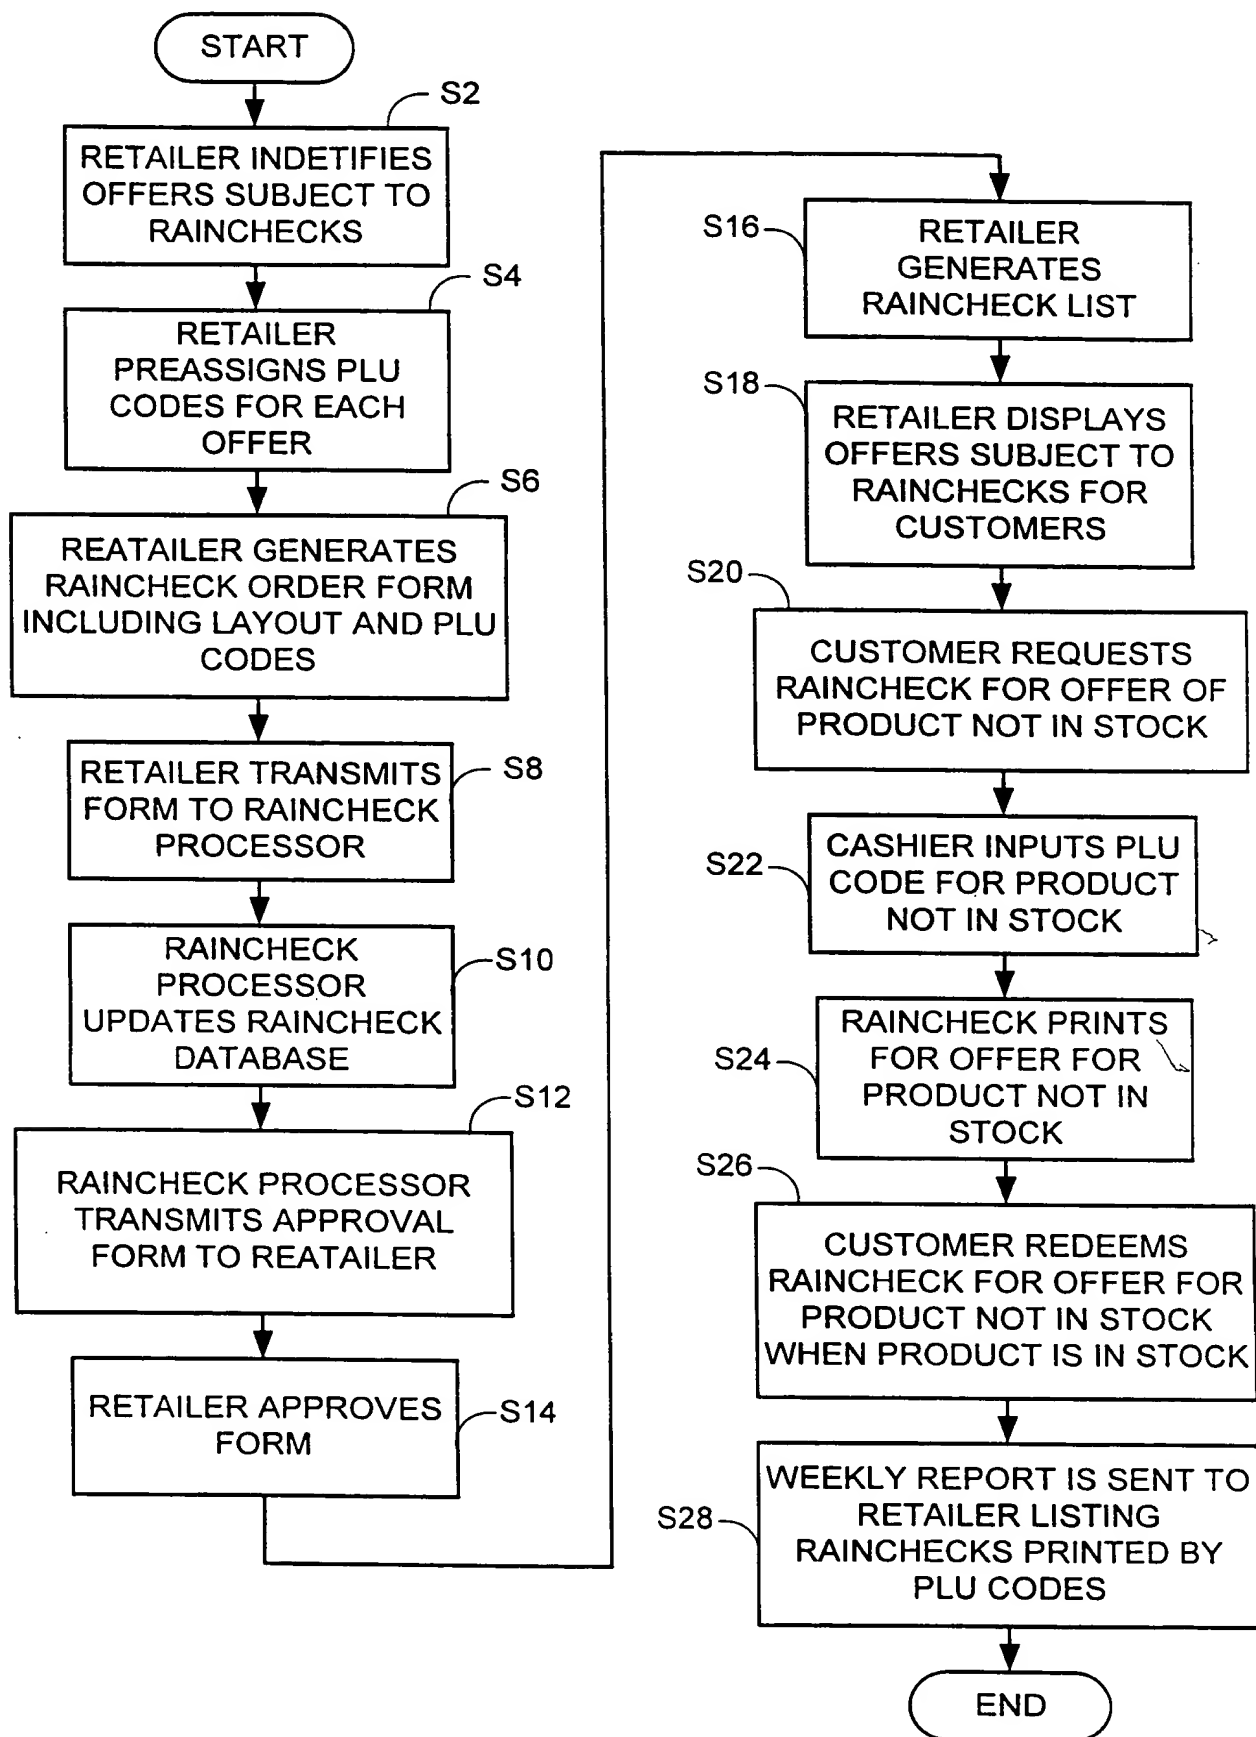 START
S2
RETAILER INDETIFIES
OFFERS SUBJECT TO
RAINCHECKS
S4
RETAILER
PREASSIGNS PLU
CODES FOR EACH
OFFER
S6
REATAILER GENERATES
RAINCHECK ORDER FORM
INCLUDING LAYOUT AND PLU
CODES
S8
RETAILER TRANSMITS
FORM TO RAINCHECK
PROCESSOR
S10
RAINCHECK
PROCESSOR
UPDATES RAINCHECK
DATABASE
S12
RAINCHECK PROCESSOR
TRANSMITS APPROVAL
FORM TO REATAILER
S14
RETAILER APPROVES
FORM
S16
RETAILER
GENERATES
RAINCHECK LIST
S18
RETAILER DISPLAYS
OFFERS SUBJECT TO
RAINCHECKS FOR
CUSTOMERS
S20
CUSTOMER REQUESTS
RAINCHECK FOR OFFER OF
PRODUCT NOT IN STOCK
S22
CASHIER INPUTS PLU
CODE FOR PRODUCT
NOT IN STOCK
S24
RAINCHECK PRINTS
FOR OFFER FOR
PRODUCT NOT IN
STOCK
S26
CUSTOMER REDEEMS
RAINCHECK FOR OFFER FOR
PRODUCT NOT IN STOCK
WHEN PRODUCT IS IN STOCK
S28
WEEKLY REPORT IS SENT TO
RETAILER LISTING
RAINCHECKS PRINTED BY
PLU CODES
END